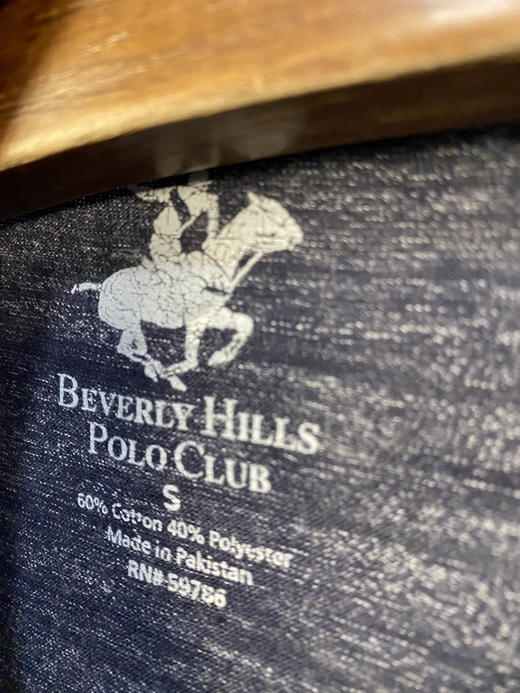 BEVERLY HILLS
POLO CLUB
S
60% Cotton 40% Polyester
Made in Pakistan
RN# 59786